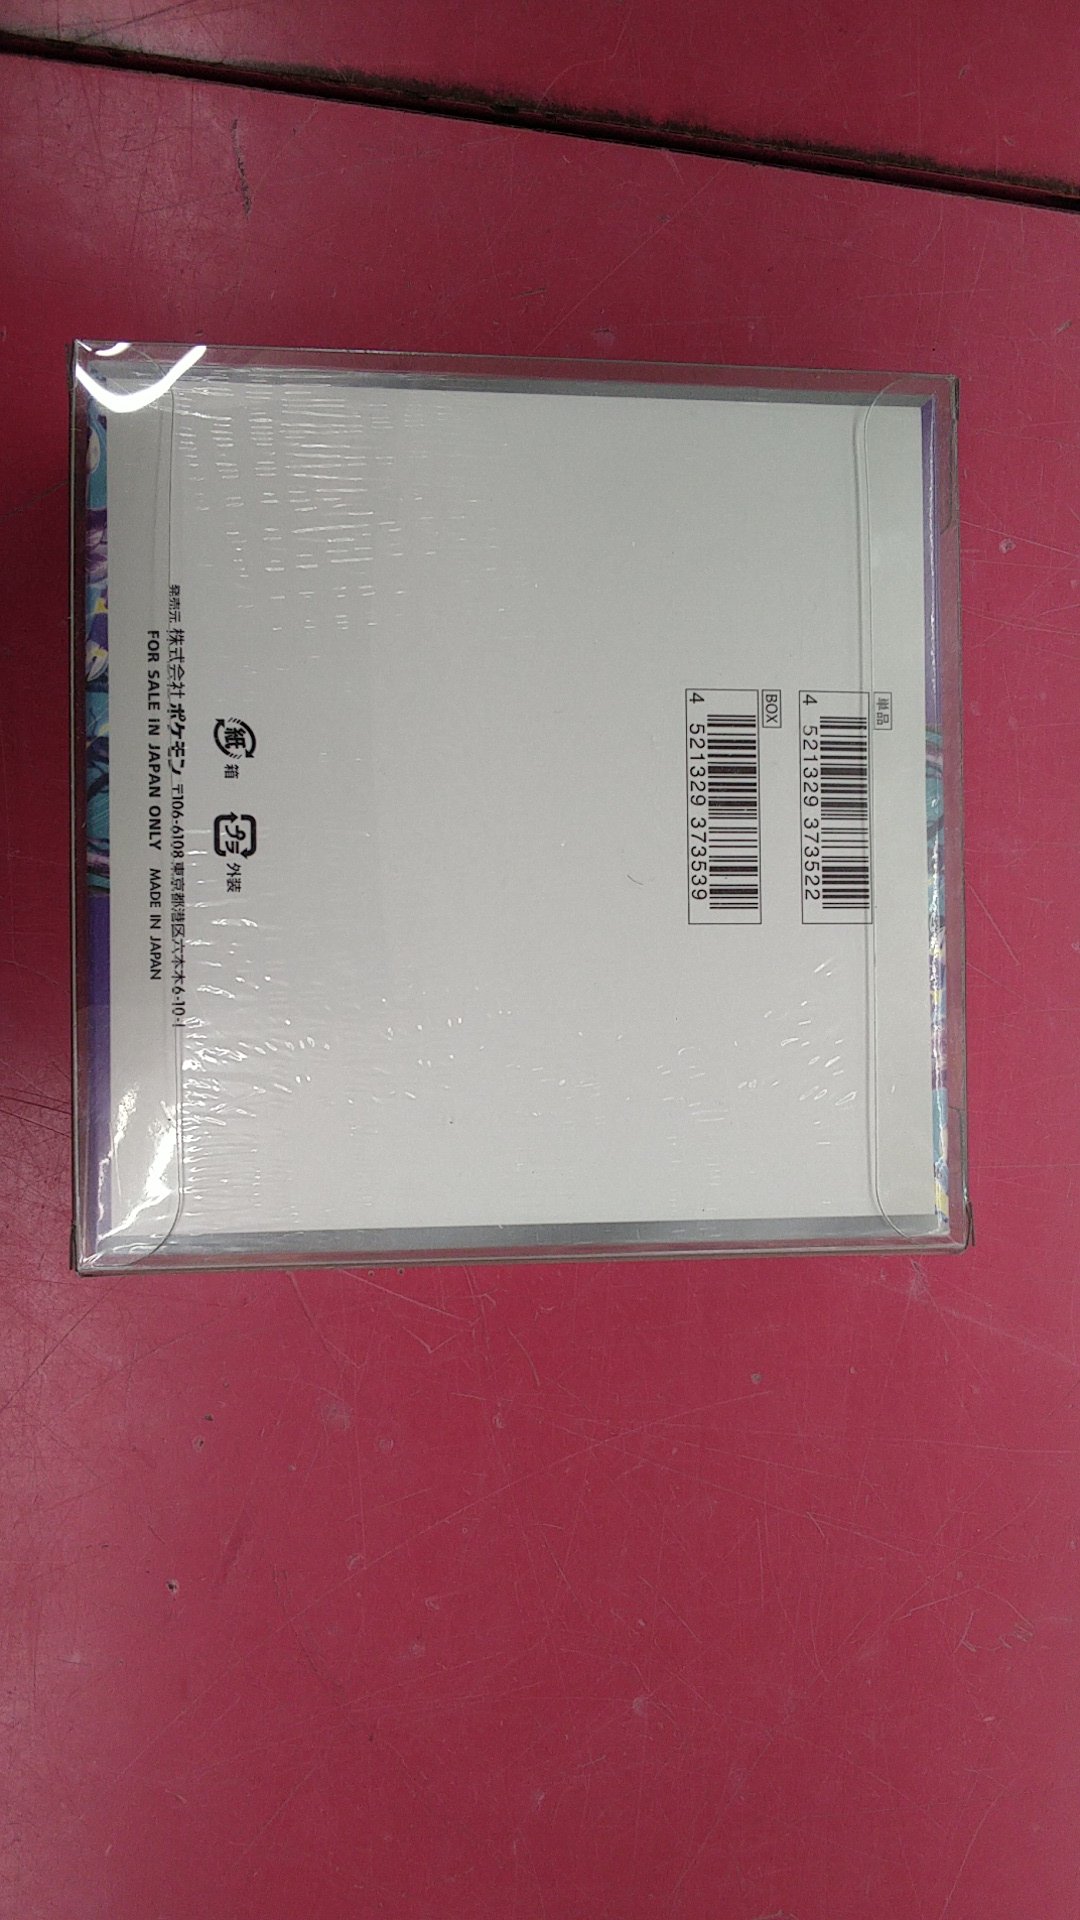 単品
4 521329 373522
BOX
4 521329 373539
紙 箱 プラ 外装
発売元 株式会社ポケモン 〒106-6108 東京都港区六本木6-10-1
FOR SALE IN JAPAN ONLY MADE IN JAPAN